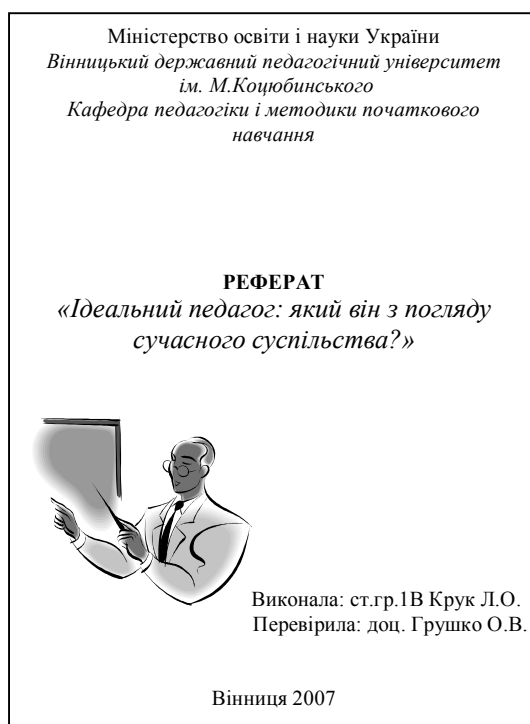 Міністерство освіти і науки України
Вінницький державний педагогічний університет
ім. М.Коцюбинського
Кафедра педагогіки і методики початкового
навчання
РЕФЕРАТ
«Ідеальний педагог: який він з погляду
сучасного суспільства?»
Виконала: ст.гр.1В Крук Л.О.
Перевірила: доц. Грушко О.В.
Вінниця 2007